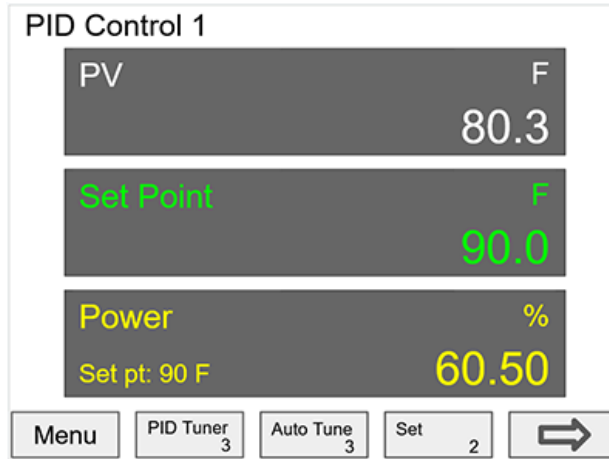 PID Control 1
PV F
80.3
Set Point F
90.0
Power %
Set pt: 90 F 60.50
Menu PID Tuner 3 Auto Tune 3 Set 2